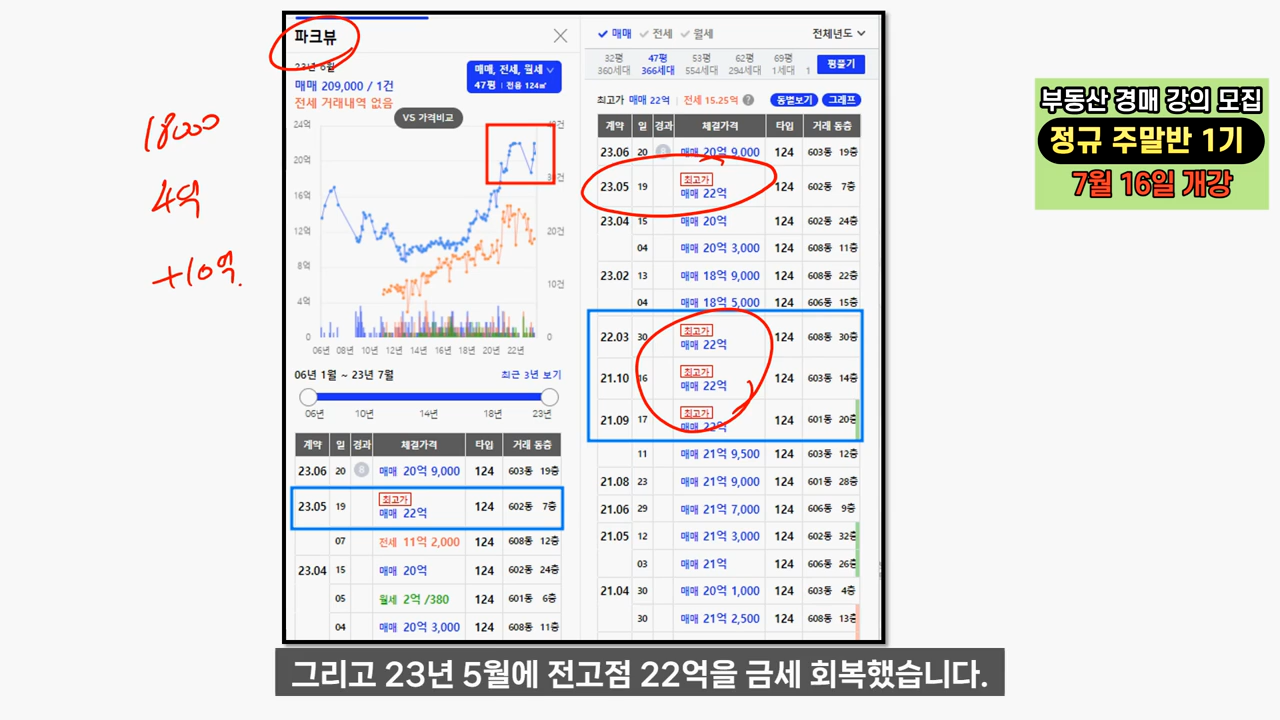 파크뷰
23년 6월
매매 209,000 / 1건
전세 거래내역 없음
매매, 전세, 월세
47평 | 전용 124㎡
VS 가격비교
24억
20억
16억
12억
8억
4억
0
20건
10건
0
06년 08년 10년 12년 14년 16년 18년 20년 22년
06년 1월 ~ 23년 7월 최근 3년 보기
06년 10년 14년 18년 23년
계약 일 경과 체결가격 타입 거래 동층
23.06 20 8 매매 20억 9,000 124 603동 19층
최고가
23.05 19 매매 22억 124 602동 7층
07 전세 11억 2,000 124 608동 12층
23.04 15 매매 20억 124 602동 24층
05 월세 2억 /380 124 601동 6층
04 매매 20억 3,000 124 608동 11층
매매 전세 월세 전체년도
32평 47평 53평 62평 69평
360세대 366세대 554세대 294세대 1세대 1
평풀기
최고가 매매 22억 | 전세 15.25억 ? 동별보기 그래프
계약 일 경과 체결가격 타입 거래 동층
23.06 20 8 매매 20억 9,000 124 603동 19층
최고가
23.05 19 매매 22억 124 602동 7층
23.04 15 매매 20억 124 602동 24층
04 매매 20억 3,000 124 608동 11층
23.02 13 매매 18억 9,000 124 608동 22층
04 매매 18억 5,000 124 606동 15층
최고가
22.03 30 매매 22억 124 608동 30층
최고가
21.10 16 매매 22억 124 603동 14층
최고가
21.09 17 매매 22억 124 601동 20층
11 매매 21억 9,500 124 603동 12층
21.08 23 매매 21억 9,000 124 601동 28층
21.06 29 매매 21억 7,000 124 606동 9층
21.05 12 매매 21억 3,000 124 602동 32층
03 매매 21억 124 606동 26층
21.04 30 매매 20억 1,000 124 603동 4층
30 매매 21억 2,500 124 608동 13층
18000
4억
+10억.
부동산 경매 강의 모집
정규 주말반 1기
7월 16일 개강
그리고 23년 5월에 전고점 22억을 금세 회복했습니다.